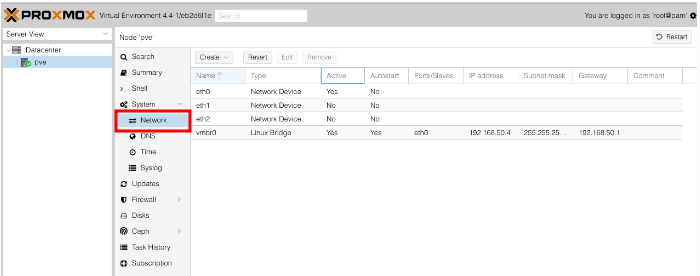 PROXMOX Virtual Environment 4.4-1/eb2d6f1e Search You are logged in as 'root@pam'
Server View Node 'pve' Restart
Datacenter
pve
Search
Summary
Shell
System
Network
DNS
Time
Syslog
Updates
Firewall
Disks
Ceph
Task History
Subscription
Create Revert Edit Remove
Name Type Active Autostart Ports/Slaves IP address Subnet mask Gateway Comment
eth0 Network Device Yes No
eth1 Network Device No No
eth2 Network Device No No
vmbr0 Linux Bridge Yes Yes eth0 192.168.50.4 255.255.25... 192.168.50.1